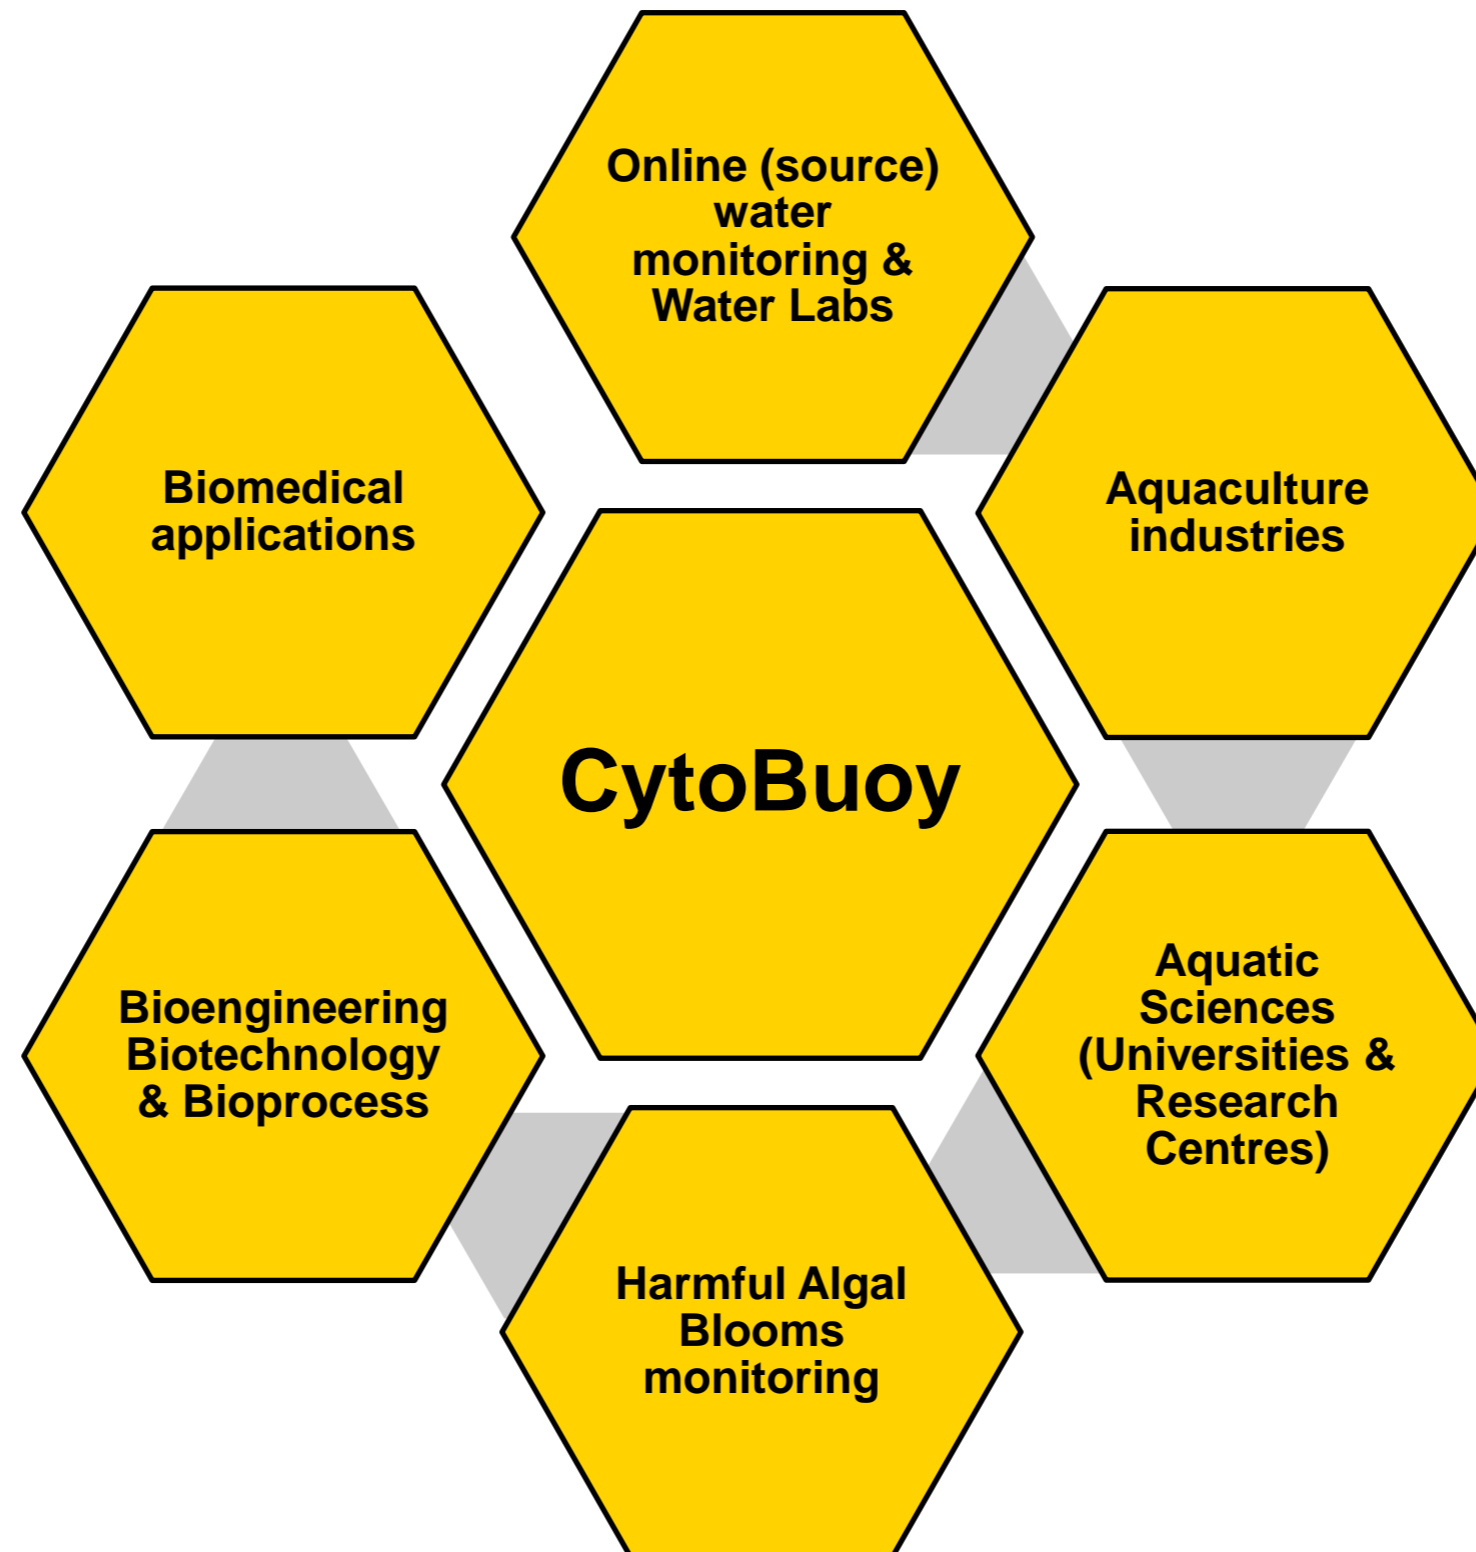 Online (source)
water
monitoring &
Water Labs
Biomedical
applications
Aquaculture
industries
CytoBuoy
Bioengineering
Biotechnology
& Bioprocess
Aquatic
Sciences
(Universities &
Research
Centres)
Harmful Algal
Blooms
monitoring